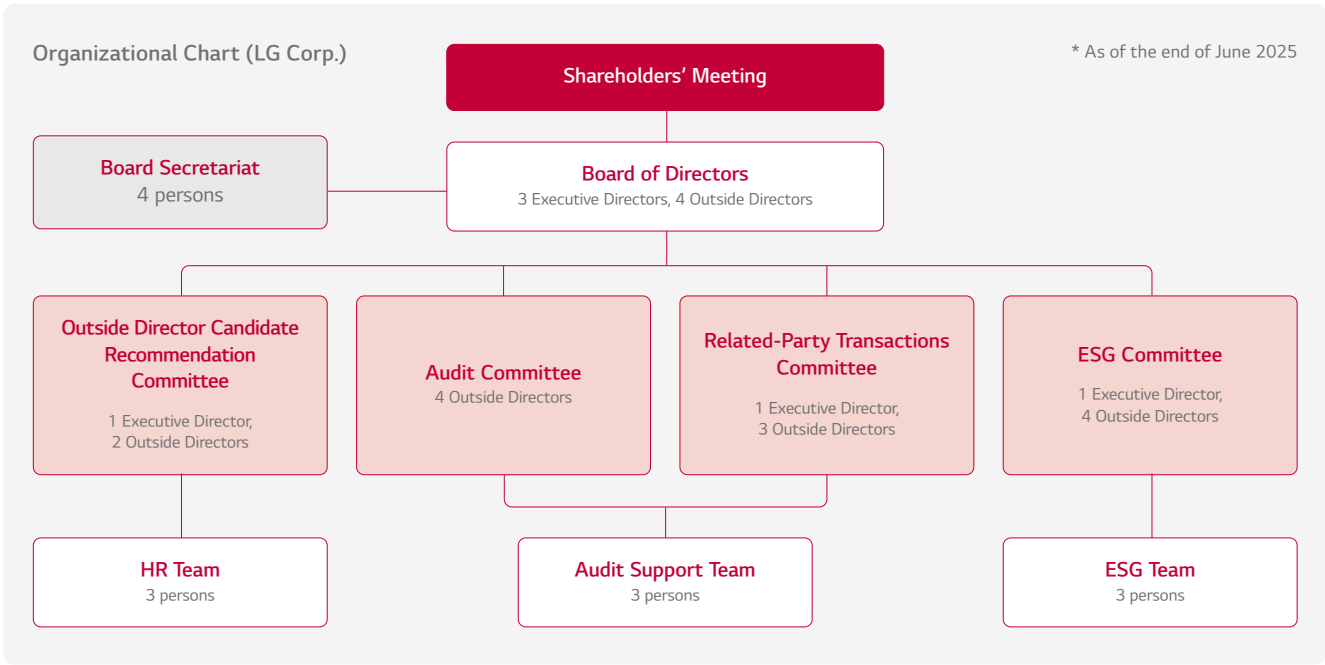 Organizational Chart (LG Corp.)
* As of the end of June 2025
Shareholders' Meeting
Board Secretariat
4 persons
Board of Directors
3 Executive Directors, 4 Outside Directors
Outside Director Candidate
Recommendation
Committee
1 Executive Director,
2 Outside Directors
Audit Committee
4 Outside Directors
Related-Party Transactions
Committee
1 Executive Director,
3 Outside Directors
ESG Committee
1 Executive Director,
4 Outside Directors
HR Team
3 persons
Audit Support Team
3 persons
ESG Team
3 persons